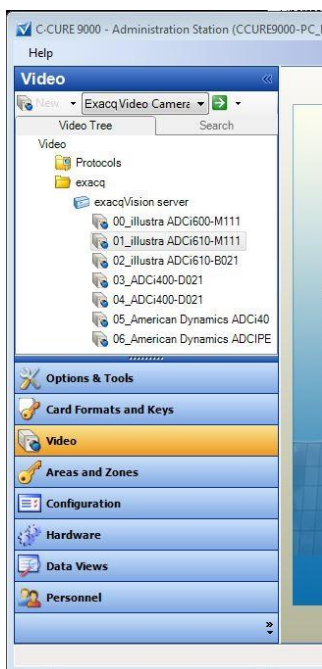 C-CURE 9000 - Administration Station (CCURE9000-PC_
Help
Video
New Exacq Video Camera
Video Tree Search
Video
Protocols
exacq
exacqVision server
00_illustra ADCi600-M111
01_illustra ADCi610-M111
02_illustra ADCi610-B021
03_ADCi400-D021
04_ADCi400-D021
05_American Dynamics ADCi40
06_American Dynamics ADCIPE
Options & Tools
Card Formats and Keys
Video
Areas and Zones
Configuration
Hardware
Data Views
Personnel